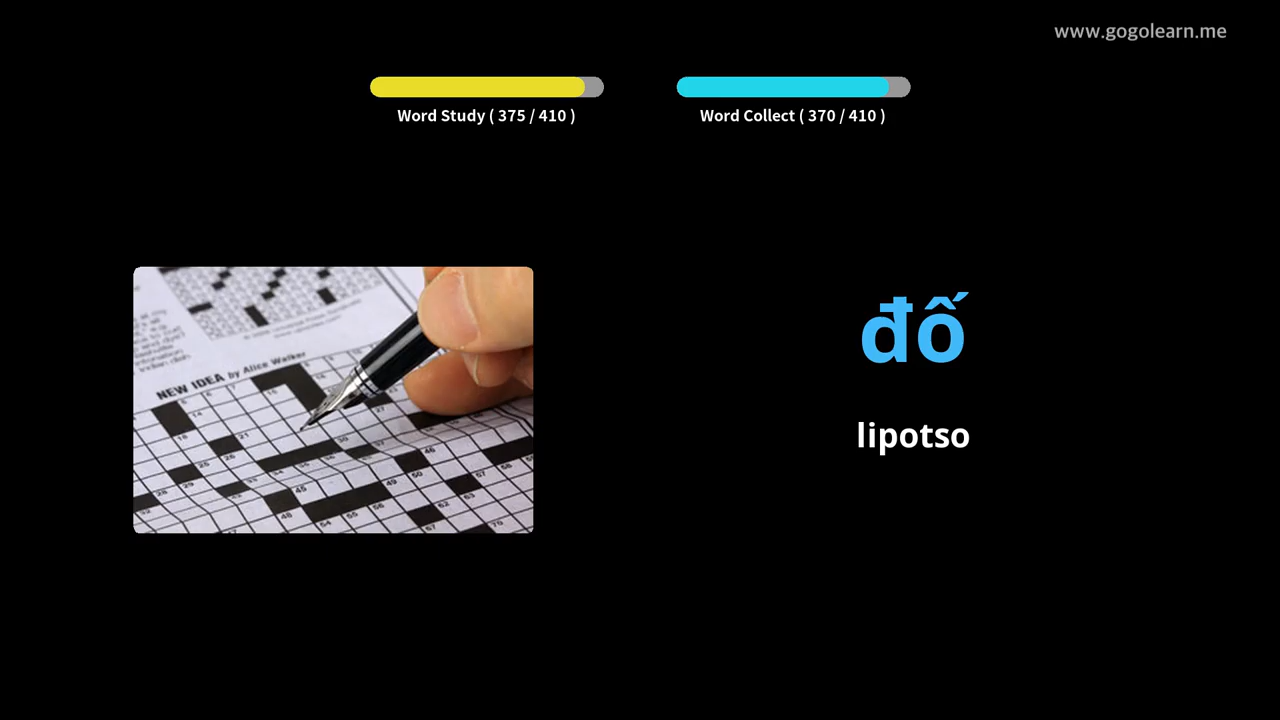 www.gogolearn.me
Word Study ( 375 / 410 )
Word Collect ( 370 / 410 )
đố
lipotso
NEW IDEA by Alice Walker